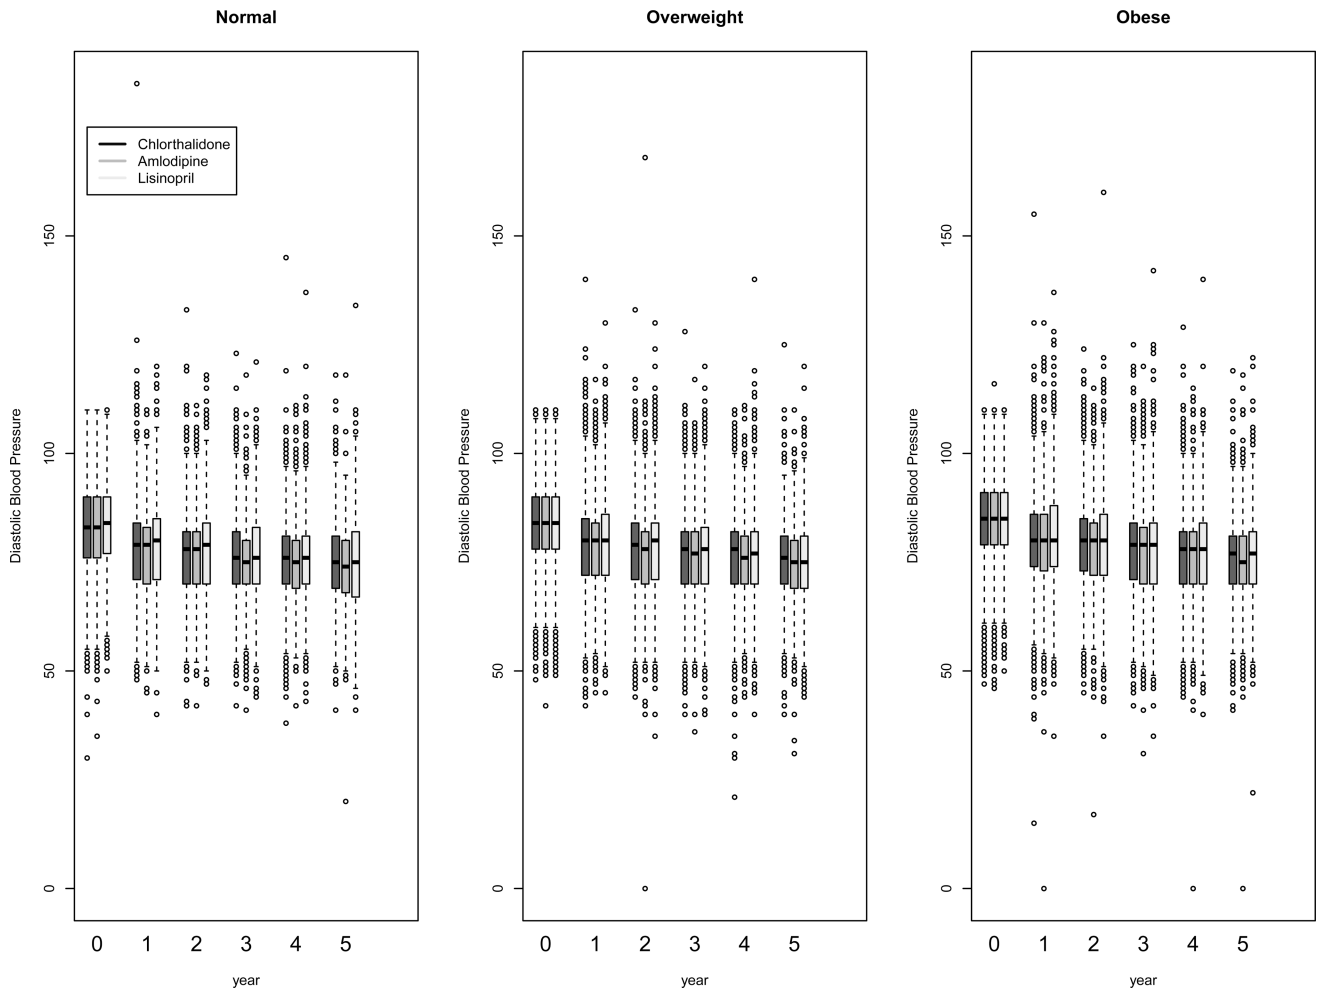 Normal
Overweight
Obese
Chlorthalidone
Amlodipine
Lisinopril
Diastolic Blood Pressure
150
100
50
0
0 1 2 3 4 5
year
Diastolic Blood Pressure
150
100
50
0
0 1 2 3 4 5
year
Diastolic Blood Pressure
150
100
50
0
0 1 2 3 4 5
year